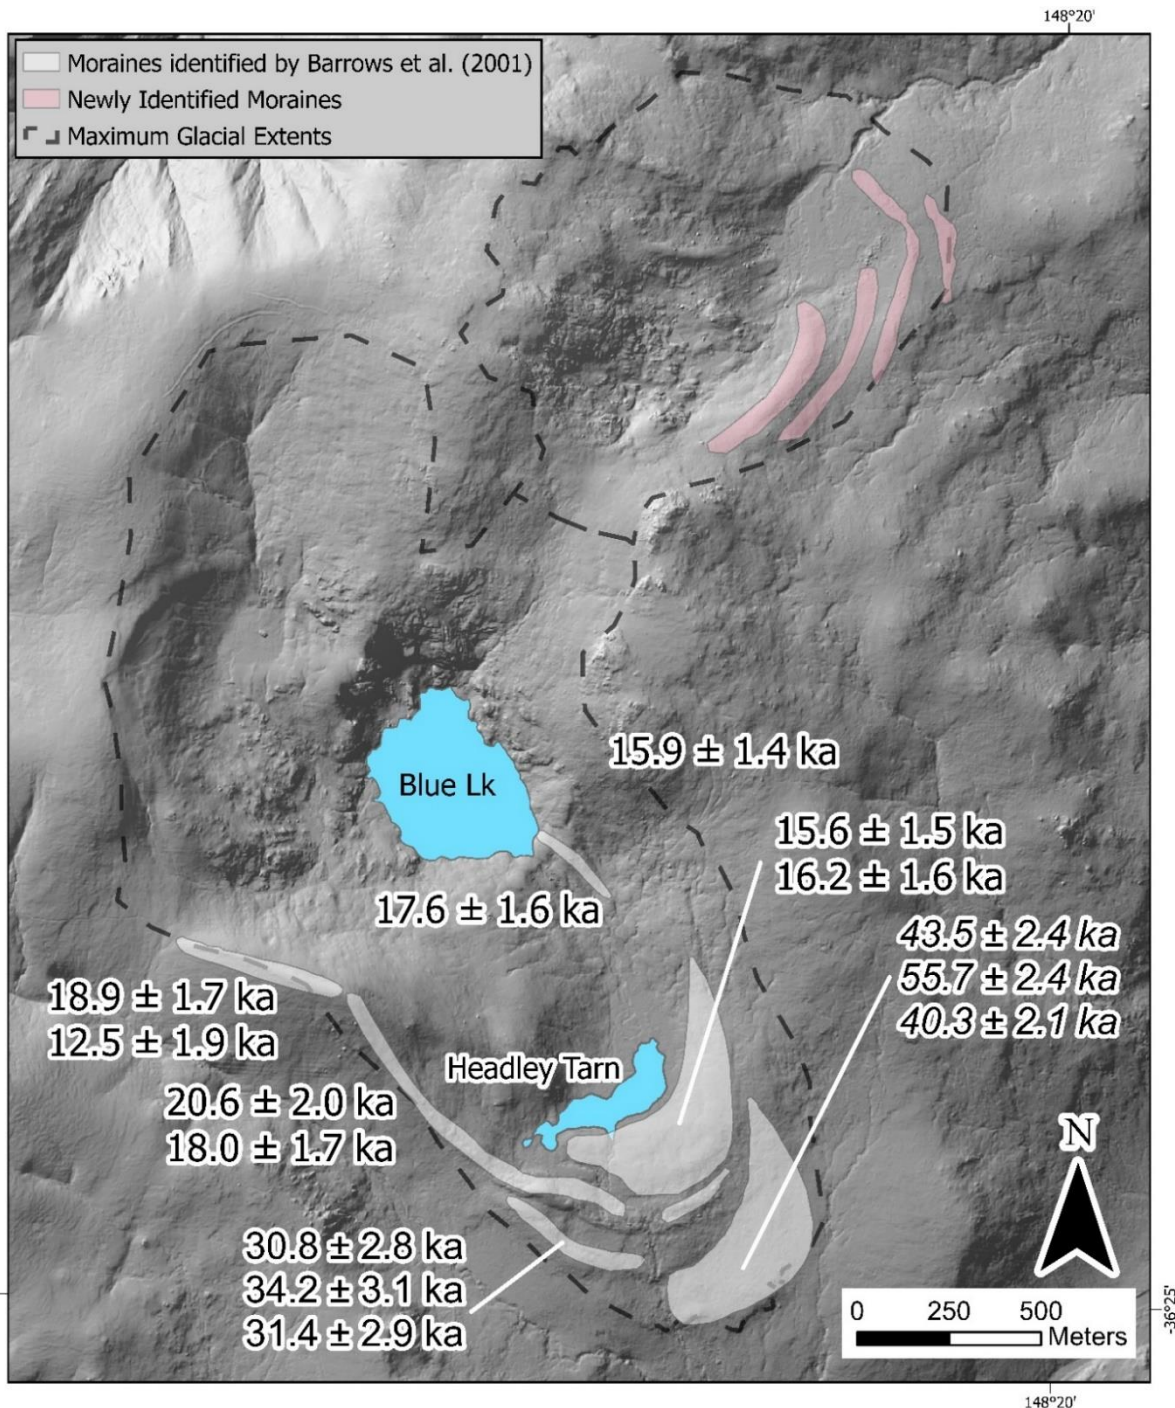 148°20'
Moraines identified by Barrows et al. (2001)
Newly Identified Moraines
Maximum Glacial Extents
15.9 ± 1.4 ka
Blue Lk
15.6 ± 1.5 ka
16.2 ± 1.6 ka
17.6 ± 1.6 ka
43.5 ± 2.4 ka
55.7 ± 2.4 ka
40.3 ± 2.1 ka
18.9 ± 1.7 ka
12.5 ± 1.9 ka
Headley Tarn
20.6 ± 2.0 ka
18.0 ± 1.7 ka
N
30.8 ± 2.8 ka
34.2 ± 3.1 ka
31.4 ± 2.9 ka
0 250 500
Meters
-36°25'
148°20'